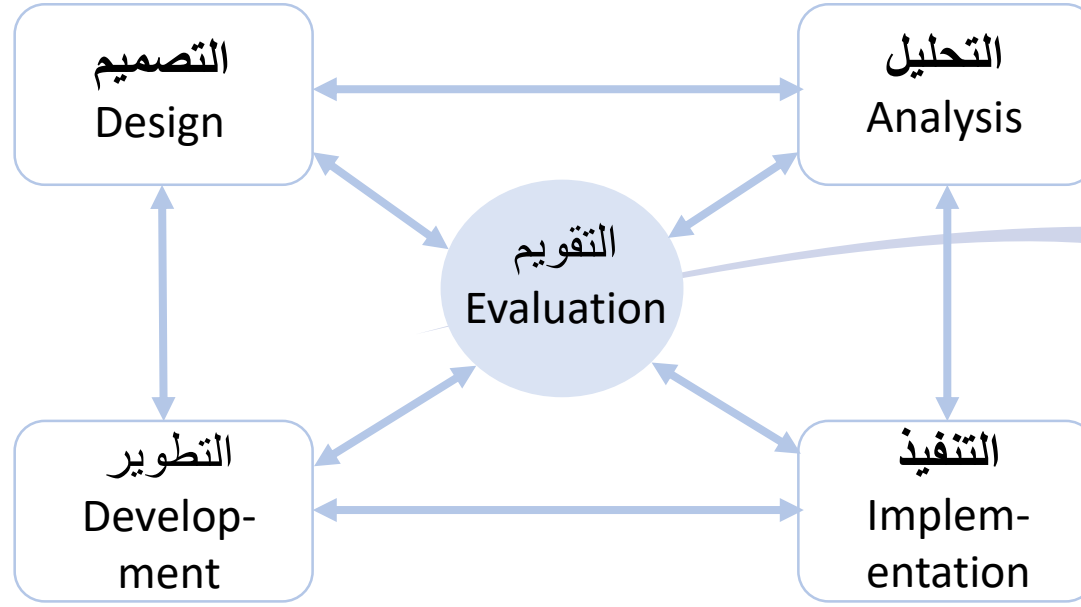 التحليل
Analysis
التصميم
Design
التقويم
Evaluation
التطوير
Develop-
ment
التنفيذ
Implem-
entation